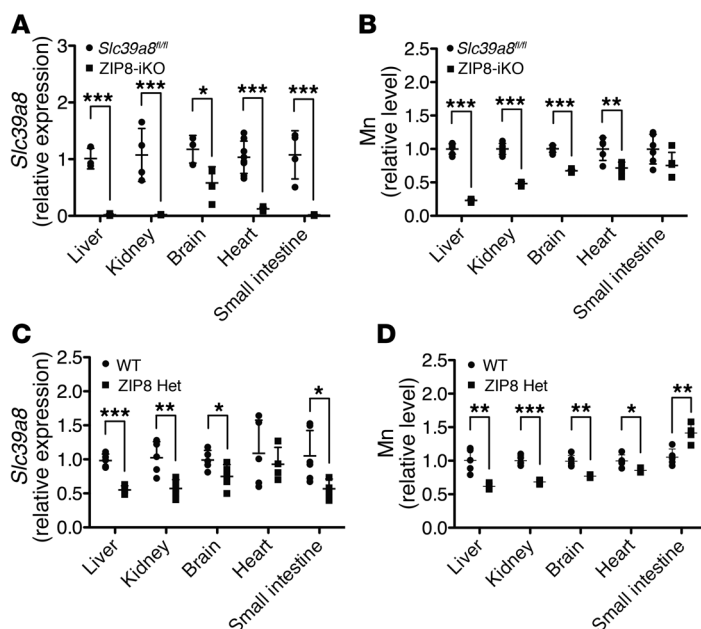 A
Slc39a8
(relative expression)
3
2
1
0
Slc39a8fl/fl
ZIP8-iKO
***
***
*
***
***
Liver
Kidney
Brain
Heart
Small intestine
B
Mn
(relative level)
2.5
2.0
1.5
1.0
0.5
0.0
Slc39a8fl/fl
ZIP8-iKO
***
***
***
**
Liver
Kidney
Brain
Heart
Small intestine
C
Slc39a8
(relative expression)
2.5
2.0
1.5
1.0
0.5
0.0
WT
ZIP8 Het
***
**
*
*
Liver
Kidney
Brain
Heart
Small intestine
D
Mn
(relative level)
2.5
2.0
1.5
1.0
0.5
0.0
WT
ZIP8 Het
**
***
**
*
**
Liver
Kidney
Brain
Heart
Small intestine